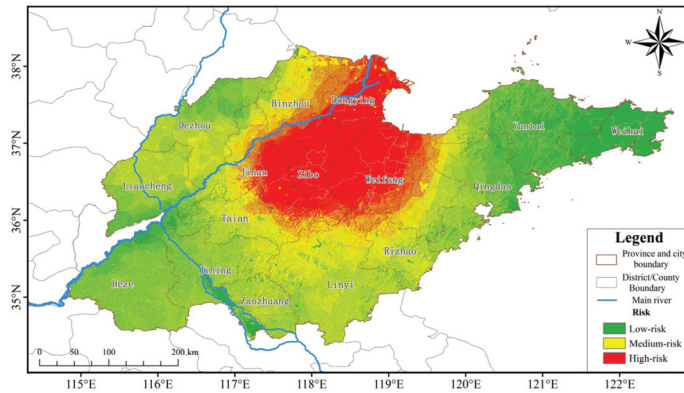 N
W E
S
38°N
37°N
36°N
35°N
Binzhou
Dongying
Dezhou
Yantai
Weihai
Jinan
Zibo
Weifang
Liaocheng
Qingdao
Taian
Rizhao
Jining
Heze
Linyi
Zaozhuang
0 50 100 200 km
115°E 116°E 117°E 118°E 119°E 120°E 121°E 122°E
Legend
Province and city
boundary
District/County
Boundary
Main river
Risk
Low-risk
Medium-risk
High-risk